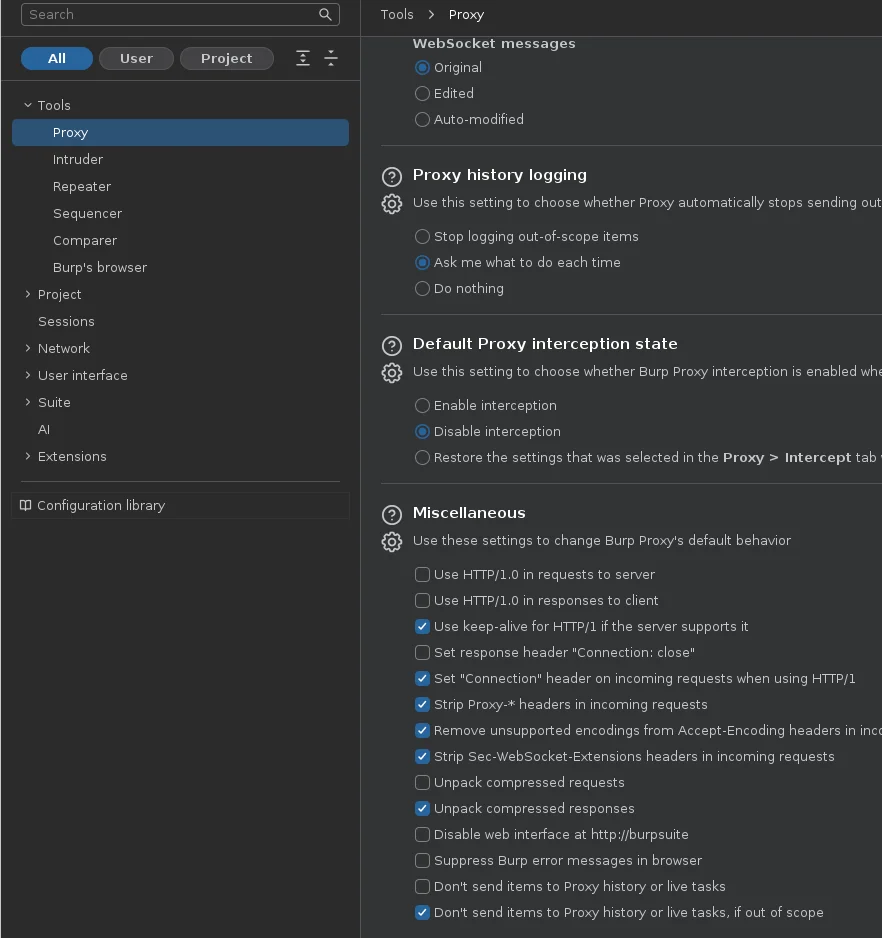 Search
Tools > Proxy
All User Project
Tools
Proxy
Intruder
Repeater
Sequencer
Comparer
Burp's browser
Project
Sessions
Network
User interface
Suite
AI
Extensions
Configuration library
WebSocket messages
Original
Edited
Auto-modified
Proxy history logging
Use this setting to choose whether Proxy automatically stops sending out
Stop logging out-of-scope items
Ask me what to do each time
Do nothing
Default Proxy interception state
Use this setting to choose whether Burp Proxy interception is enabled whe
Enable interception
Disable interception
Restore the settings that was selected in the Proxy > Intercept tab
Miscellaneous
Use these settings to change Burp Proxy's default behavior
Use HTTP/1.0 in requests to server
Use HTTP/1.0 in responses to client
Use keep-alive for HTTP/1 if the server supports it
Set response header "Connection: close"
Set "Connection" header on incoming requests when using HTTP/1
Strip Proxy-* headers in incoming requests
Remove unsupported encodings from Accept-Encoding headers in inco
Strip Sec-WebSocket-Extensions headers in incoming requests
Unpack compressed requests
Unpack compressed responses
Disable web interface at http://burpsuite
Suppress Burp error messages in browser
Don't send items to Proxy history or live tasks
Don't send items to Proxy history or live tasks, if out of scope